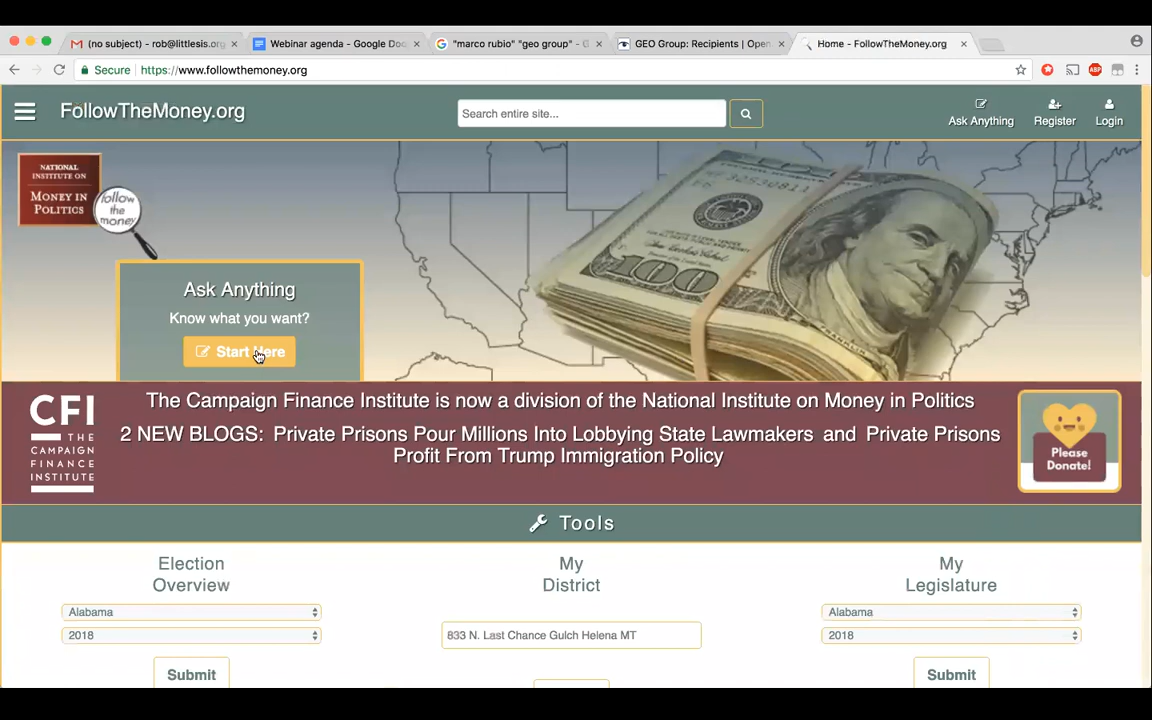 (no subject) - rob@littlesis.org
Webinar agenda - Google Doc
"marco rubio" "geo group" - G
GEO Group: Recipients | Open
Home - FollowTheMoney.org
Secure
https://www.followthemoney.org
ABP
FollowTheMoney.org
Search entire site...
Ask Anything
Register
Login
NATIONAL
INSTITUTE ON
MONEY IN
POLITICS
follow
the
money
100
Ask Anything
Know what you want?
Start Here
CFI
THE
CAMPAIGN
FINANCE
INSTITUTE
The Campaign Finance Institute is now a division of the National Institute on Money in Politics
2 NEW BLOGS: Private Prisons Pour Millions Into Lobbying State Lawmakers and Private Prisons
Profit From Trump Immigration Policy
Please
Donate!
Tools
Election
Overview
Alabama
2018
Submit
My
District
833 N. Last Chance Gulch Helena MT
My
Legislature
Alabama
2018
Submit